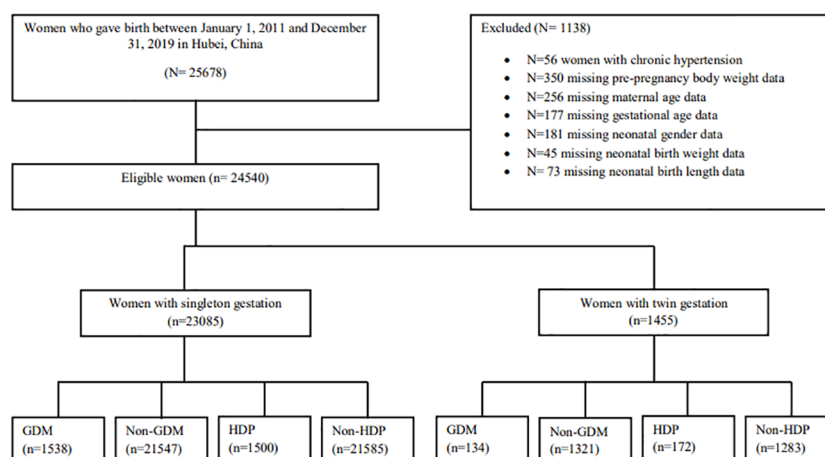 Women who gave birth between January 1, 2011 and December
31, 2019 in Hubei, China
(N= 25678)
Excluded (N= 1138)
• N=56 women with chronic hypertension
• N=350 missing pre-pregnancy body weight data
• N=256 missing maternal age data
• N=177 missing gestational age data
• N=181 missing neonatal gender data
• N=45 missing neonatal birth weight data
• N= 73 missing neonatal birth length data
Eligible women (n= 24540)
Women with singleton gestation
(n=23085)
Women with twin gestation
(n=1455)
GDM
(n=1538)
Non-GDM
(n=21547)
HDP
(n=1500)
Non-HDP
(n=21585)
GDM
(n=134)
Non-GDM
(n=1321)
HDP
(n=172)
Non-HDP
(n=1283)